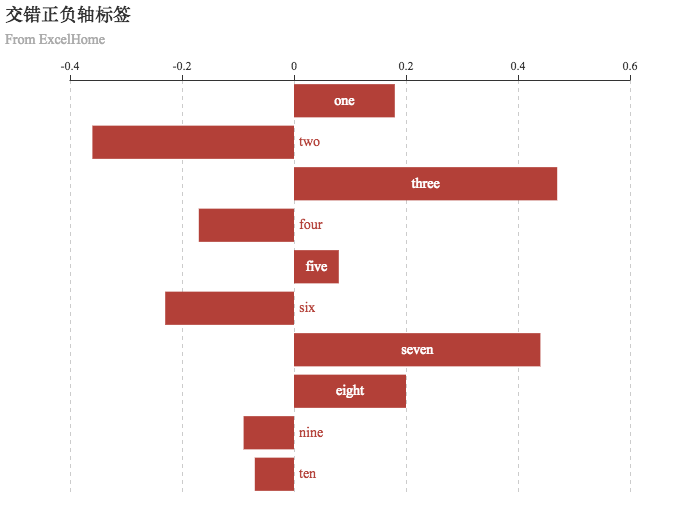 交错正负轴标签
From ExcelHome
-0.4 -0.2 0 0.2 0.4 0.6
one
two
three
four
five
six
seven
eight
nine
ten